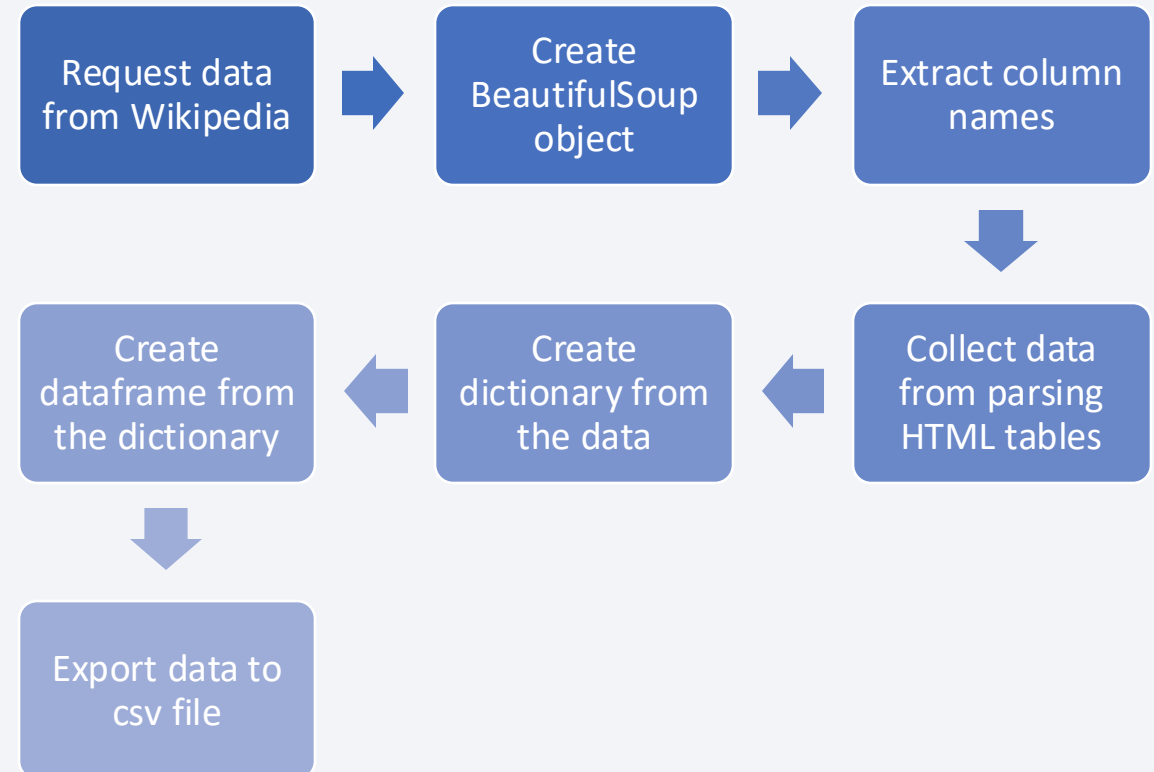 Request data
from Wikipedia
Create
BeautifulSoup
object
Extract column
names
Collect data
from parsing
HTML tables
Create
dictionary from
the data
Create
dataframe from
the dictionary
Export data to
csv file